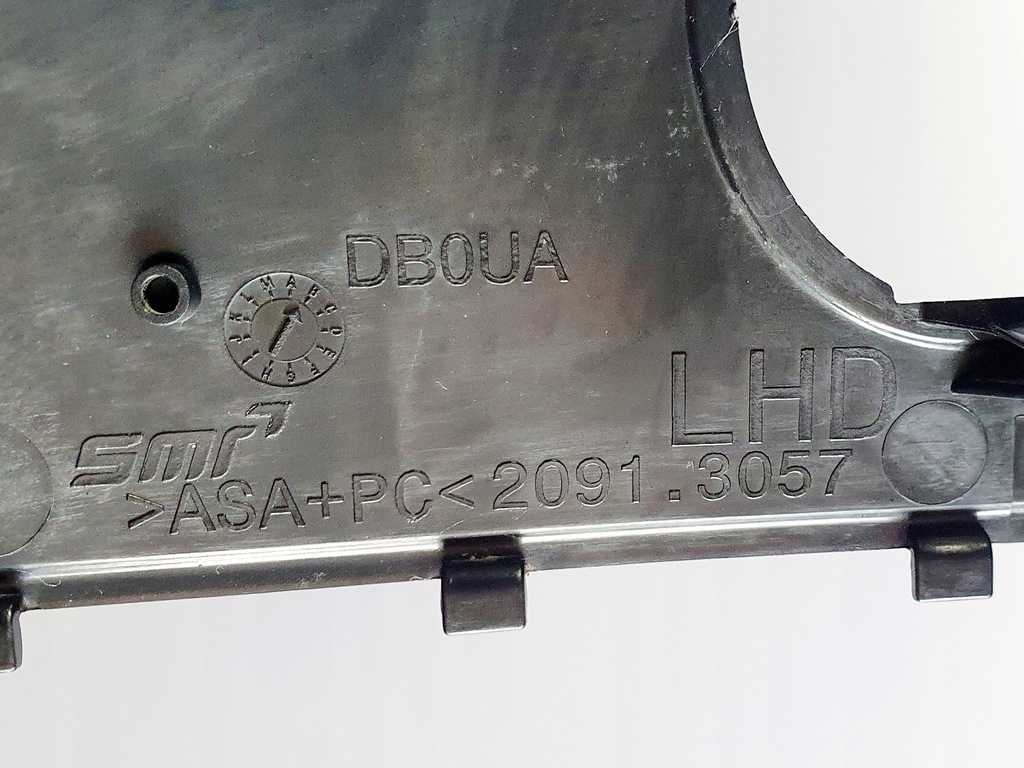 DB0UA
LHD
smr
>ASA+PC< 2091.3057